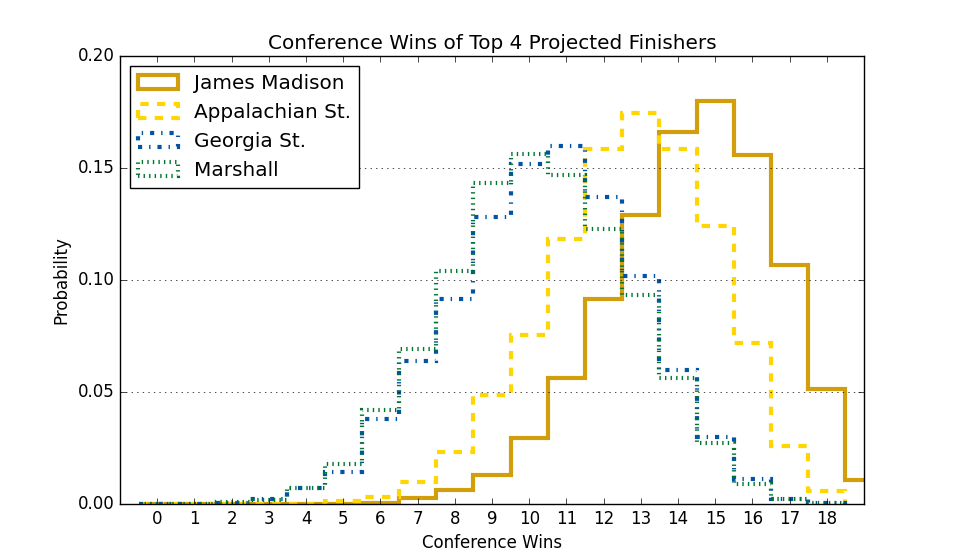 Conference Wins of Top 4 Projected Finishers
0.20
0.15
0.10
0.05
0.00
Probability
James Madison
Appalachian St.
Georgia St.
Marshall
0 1 2 3 4 5 6 7 8 9 10 11 12 13 14 15 16 17 18
Conference Wins